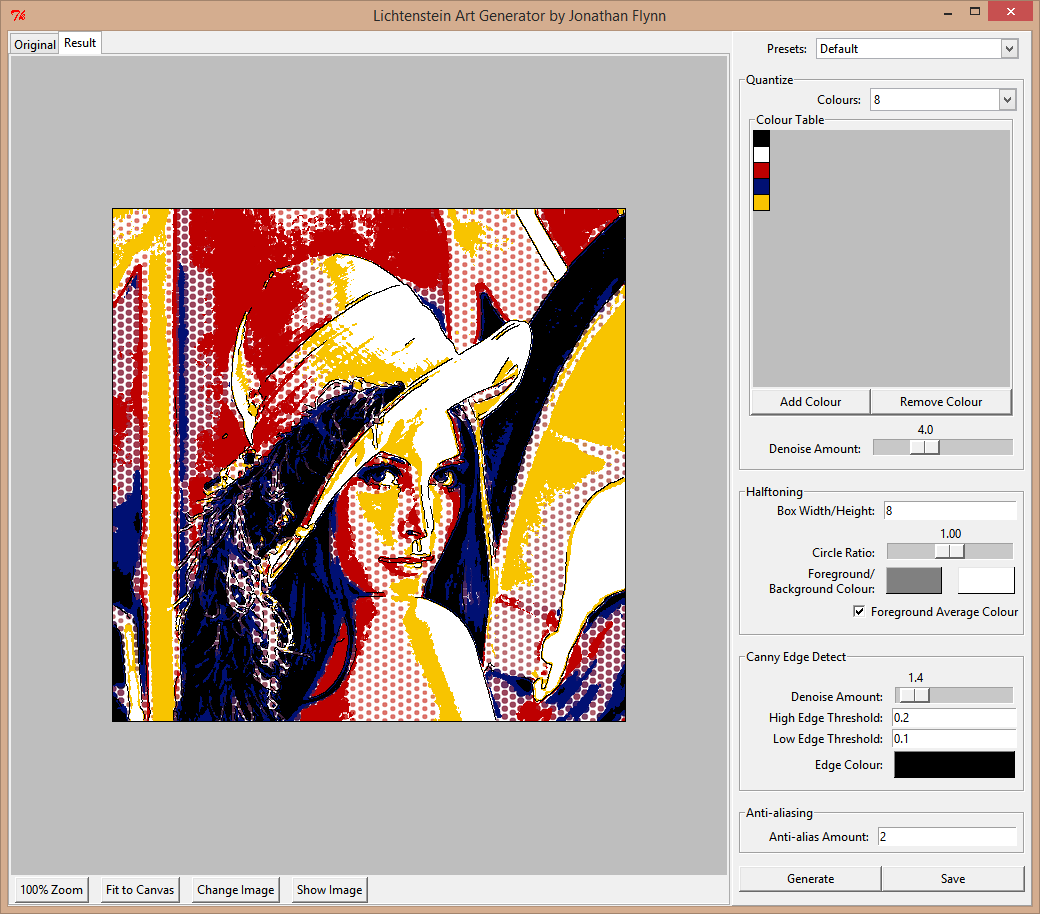 Lichtenstein Art Generator by Jonathan Flynn
Original Result
Presets: Default
Quantize
Colours: 8
Colour Table
Add Colour Remove Colour
4.0
Denoise Amount:
Halftoning
Box Width/Height: 8
1.00
Circle Ratio:
Foreground/
Background Colour:
Foreground Average Colour
Canny Edge Detect
1.4
Denoise Amount:
High Edge Threshold: 0.2
Low Edge Threshold: 0.1
Edge Colour:
Anti-aliasing
Anti-alias Amount: 2
Generate Save
100% Zoom Fit to Canvas Change Image Show Image